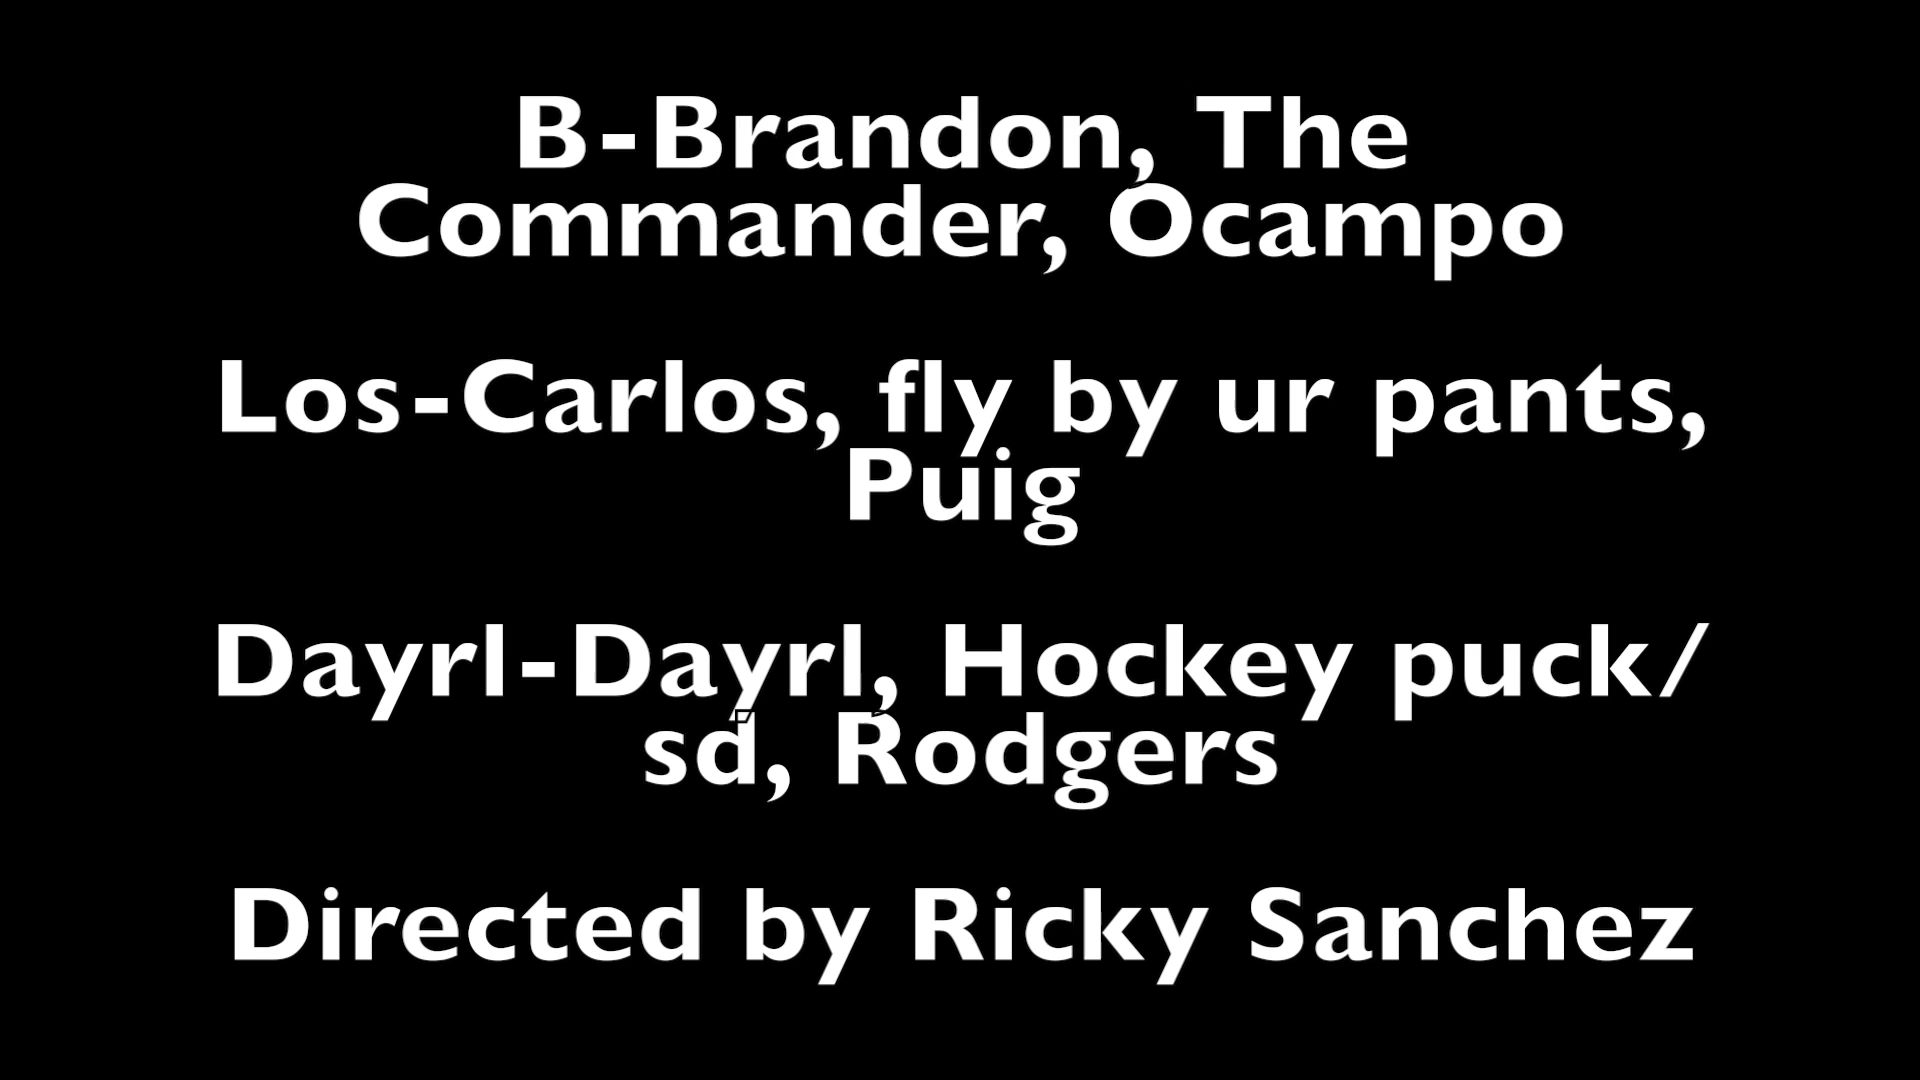 B-Brandon, The
Commander, Ocampo
Los-Carlos, fly by ur pants,
Puig
Dayrl-Dayrl, Hockey puck/
sd, Rodgers
Directed by Ricky Sanchez